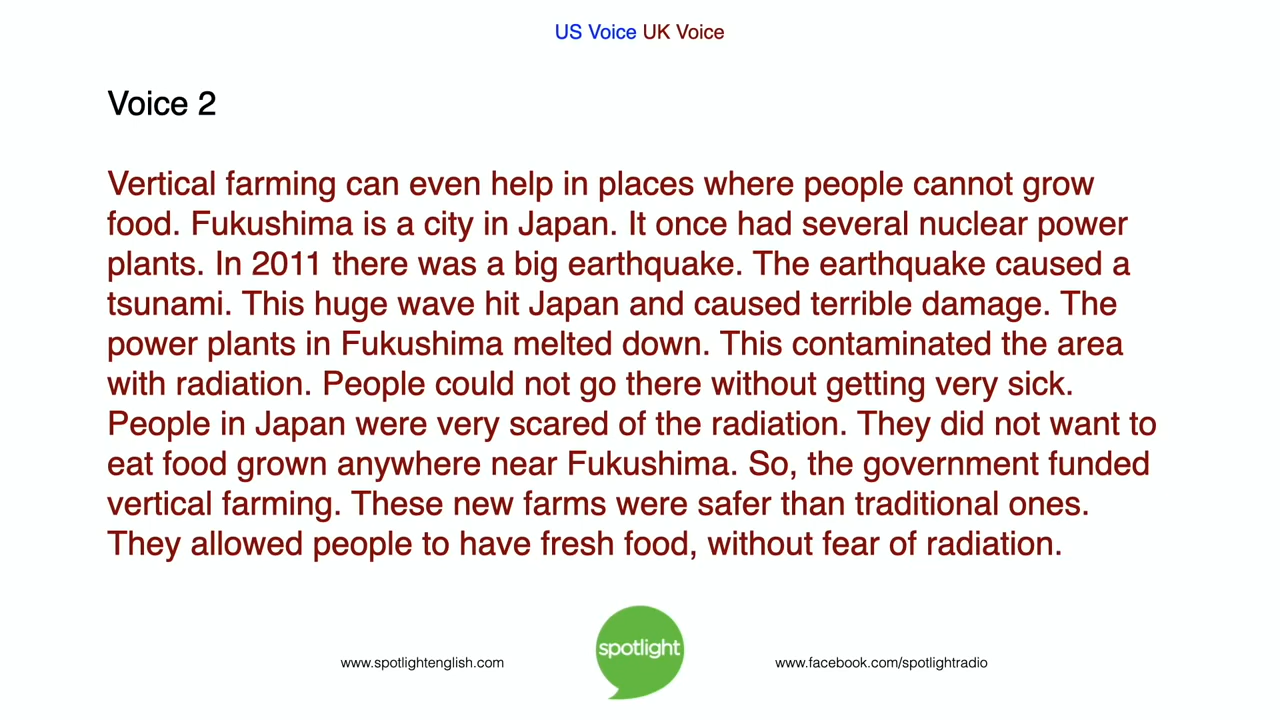 US Voice UK Voice
Voice 2
Vertical farming can even help in places where people cannot grow
food. Fukushima is a city in Japan. It once had several nuclear power
plants. In 2011 there was a big earthquake. The earthquake caused a
tsunami. This huge wave hit Japan and caused terrible damage. The
power plants in Fukushima melted down. This contaminated the area
with radiation. People could not go there without getting very sick.
People in Japan were very scared of the radiation. They did not want to
eat food grown anywhere near Fukushima. So, the government funded
vertical farming. These new farms were safer than traditional ones.
They allowed people to have fresh food, without fear of radiation.
spotlight
www.spotlightenglish.com
www.facebook.com/spotlightradio